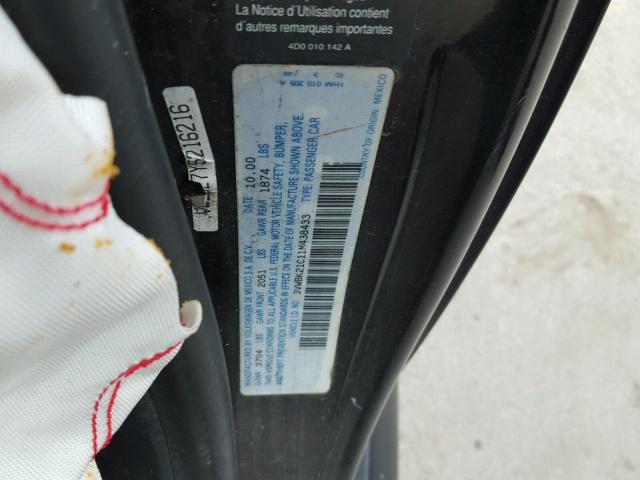 La Notice d'Utilisation contient
d'autres remarques importantes
4D0 010 142 A
1HM 010 205 A
COUNTRY OF ORIGIN: MEXICO
MANUFACTURED BY VOLKSWAGEN DE MEXICO S.A. DE C.V. DATE 10.00
GVWR 3704 LBS GAWR FRONT 2051 LBS GAWR REAR 1874 LBS
THIS VEHICLE CONFORMS TO ALL APPLICABLE U.S. FEDERAL MOTOR VEHICLE SAFETY, BUMPER,
AND THEFT PREVENTION STANDARDS IN EFFECT ON THE DATE OF MANUFACTURE SHOWN ABOVE.
VEHICLE I.D. NO. 3VWBK21C11M438433 TYPE: PASSENGER CAR
7Y5216216